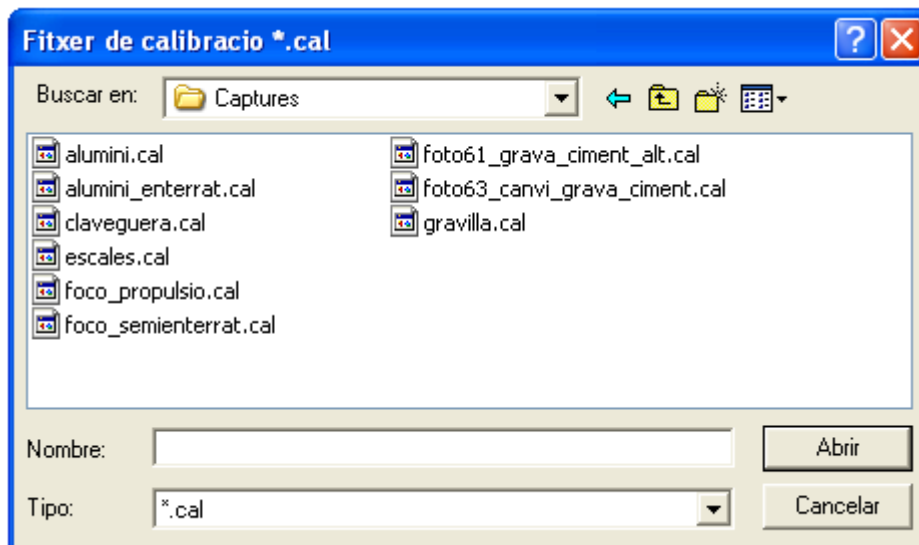 Fitxer de calibracio *.cal
Buscar en: Captures
alumini.cal
alumini_enterrat.cal
claveguera.cal
escales.cal
foco_propulsio.cal
foco_semienterrat.cal
foto61_grava_ciment_alt.cal
foto63_canvi_grava_ciment.cal
gravilla.cal
Nombre: Abrir
Tipo: *.cal Cancelar